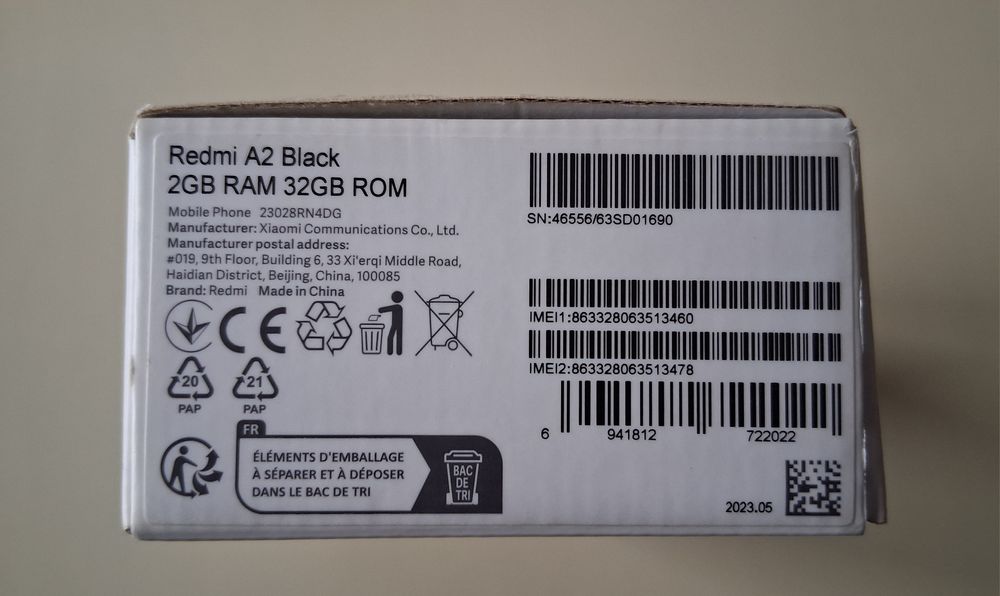 Redmi A2 Black
2GB RAM 32GB ROM
Mobile Phone 23028RN4DG
Manufacturer: Xiaomi Communications Co., Ltd.
Manufacturer postal address:
#019, 9th Floor, Building 6, 33 Xi'erqi Middle Road,
Haidian District, Beijing, China, 100085
Brand: Redmi Made in China
CE
20
PAP
21
PAP
FR
ÉLÉMENTS D'EMBALLAGE
À SÉPARER ET À DÉPOSER
DANS LE BAC DE TRI
BAC
DE
TRI
SN:46556/63SD01690
IMEI1:863328063513460
IMEI2:863328063513478
6 941812 722022
2023.05